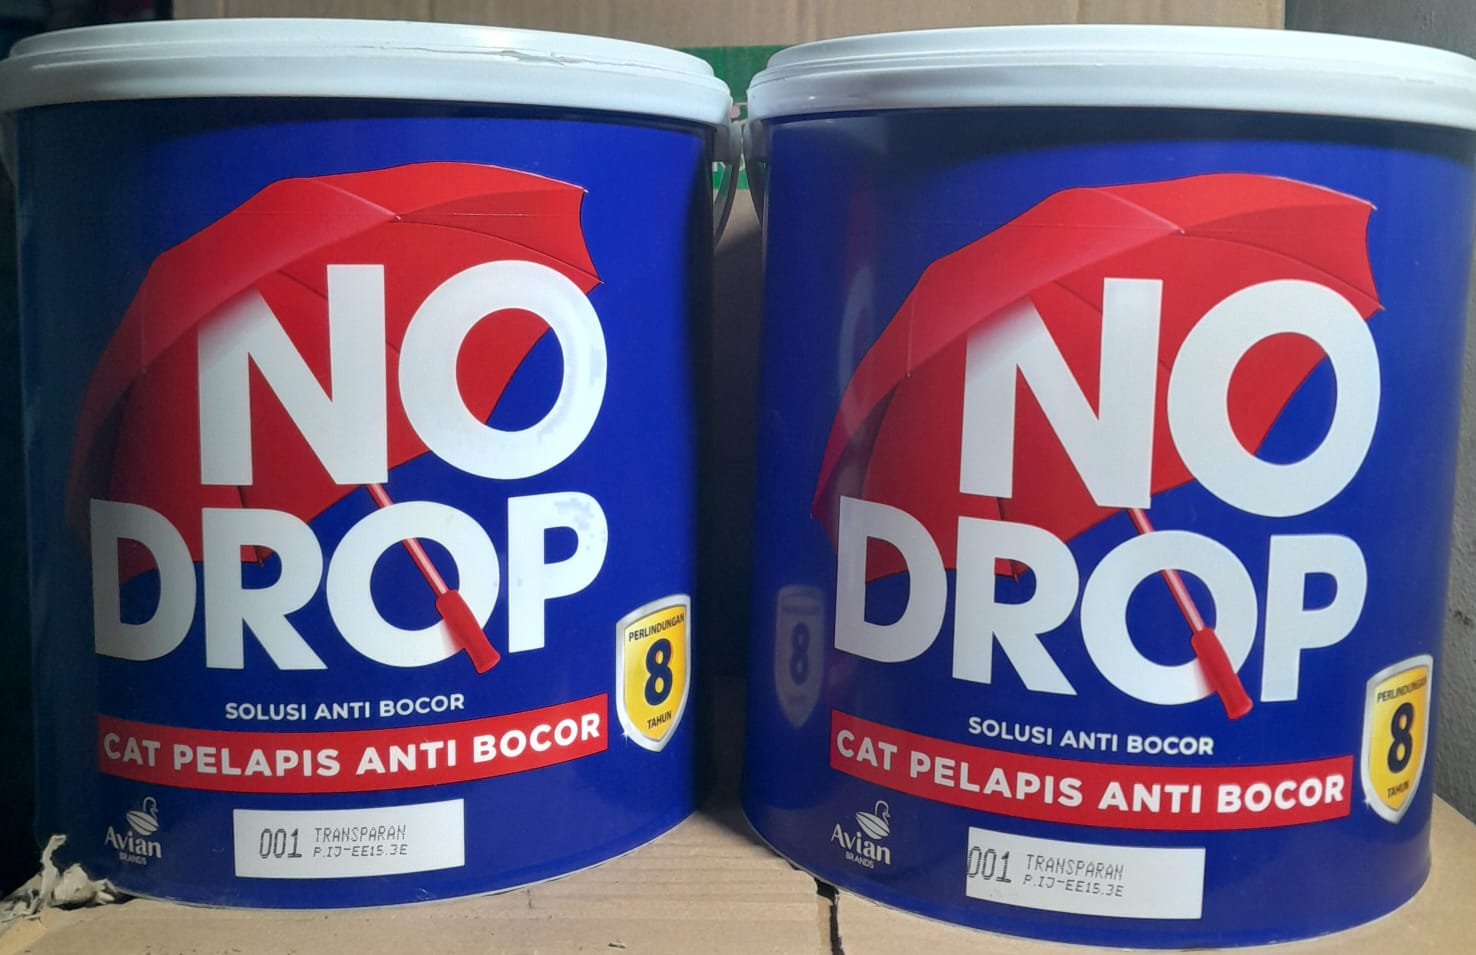 NO
DROP
PERLINDUNGAN
8
TAHUN
SOLUSI ANTI BOCOR
CAT PELAPIS ANTI BOCOR
Avian
BRANDS
001 TRANSPARAN
P.IJ-EE15.3E
NO
DROP
PERLINDUNGAN
8
TAHUN
SOLUSI ANTI BOCOR
CAT PELAPIS ANTI BOCOR
Avian
BRANDS
001 TRANSPARAN
P.IJ-EE15.3E
8